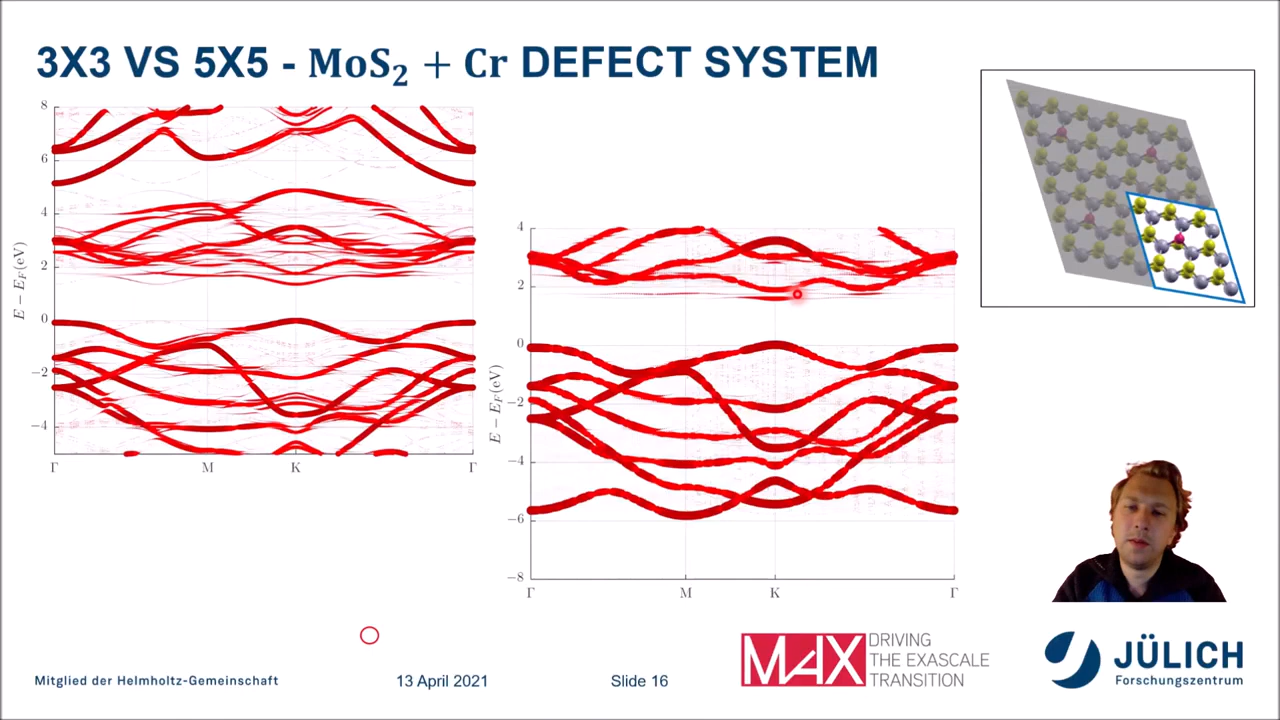 3X3 VS 5X5 - MoS₂ + Cr DEFECT SYSTEM
8
6
4
2
0
−2
−4
E − E_F(eV)
Γ
M
K
Γ
4
2
0
−2
−4
−6
−8
E − E_F(eV)
Γ
M
K
Γ
Mitglied der Helmholtz-Gemeinschaft
13 April 2021
Slide 16
MAX
DRIVING
THE EXASCALE
TRANSITION
JÜLICH
Forschungszentrum